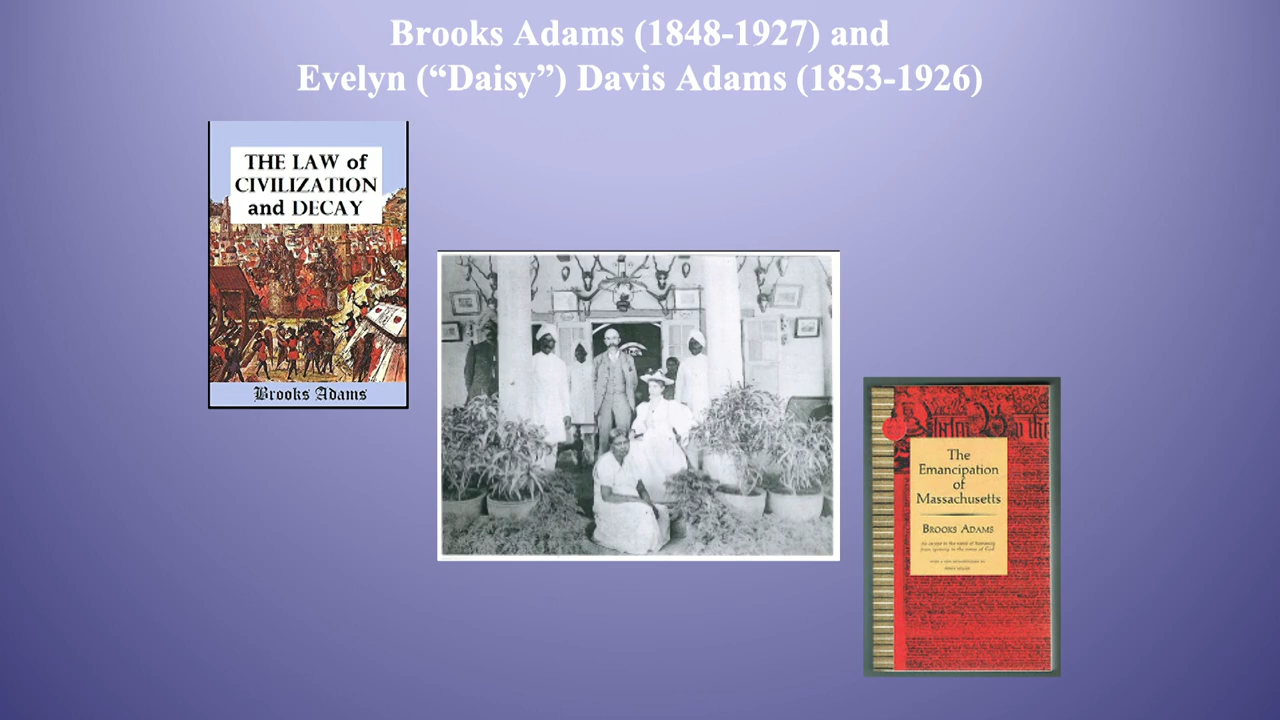 Brooks Adams (1848-1927) and
Evelyn (“Daisy”) Davis Adams (1853-1926)
THE LAW of
CIVILIZATION
and DECAY
Brooks Adams
The
Emancipation
of
Massachusetts
BROOKS ADAMS